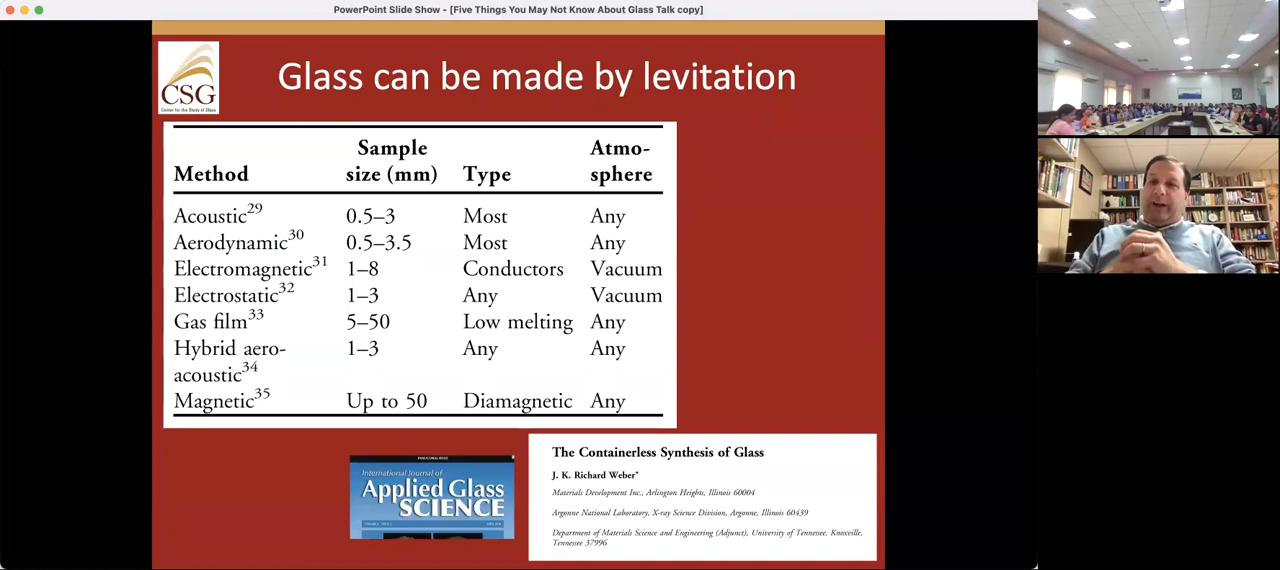 PowerPoint Slide Show - [Five Things You May Not Know About Glass Talk copy]
CSG
Center for the Study of Glass
Glass can be made by levitation
Method Sample size (mm) Type Atmo-sphere
Acoustic29 0.5–3 Most Any
Aerodynamic30 0.5–3.5 Most Any
Electromagnetic31 1–8 Conductors Vacuum
Electrostatic32 1–3 Any Vacuum
Gas film33 5–50 Low melting Any
Hybrid aero- 1–3 Any Any
acoustic34
Magnetic35 Up to 50 Diamagnetic Any
International Journal of
Applied Glass
SCIENCE
The Containerless Synthesis of Glass
J. K. Richard Weber*
Materials Development Inc., Arlington Heights, Illinois 60004
Argonne National Laboratory, X-ray Science Division, Argonne, Illinois 60439
Department of Materials Science and Engineering (Adjunct), University of Tennessee, Knoxville,
Tennessee 37996